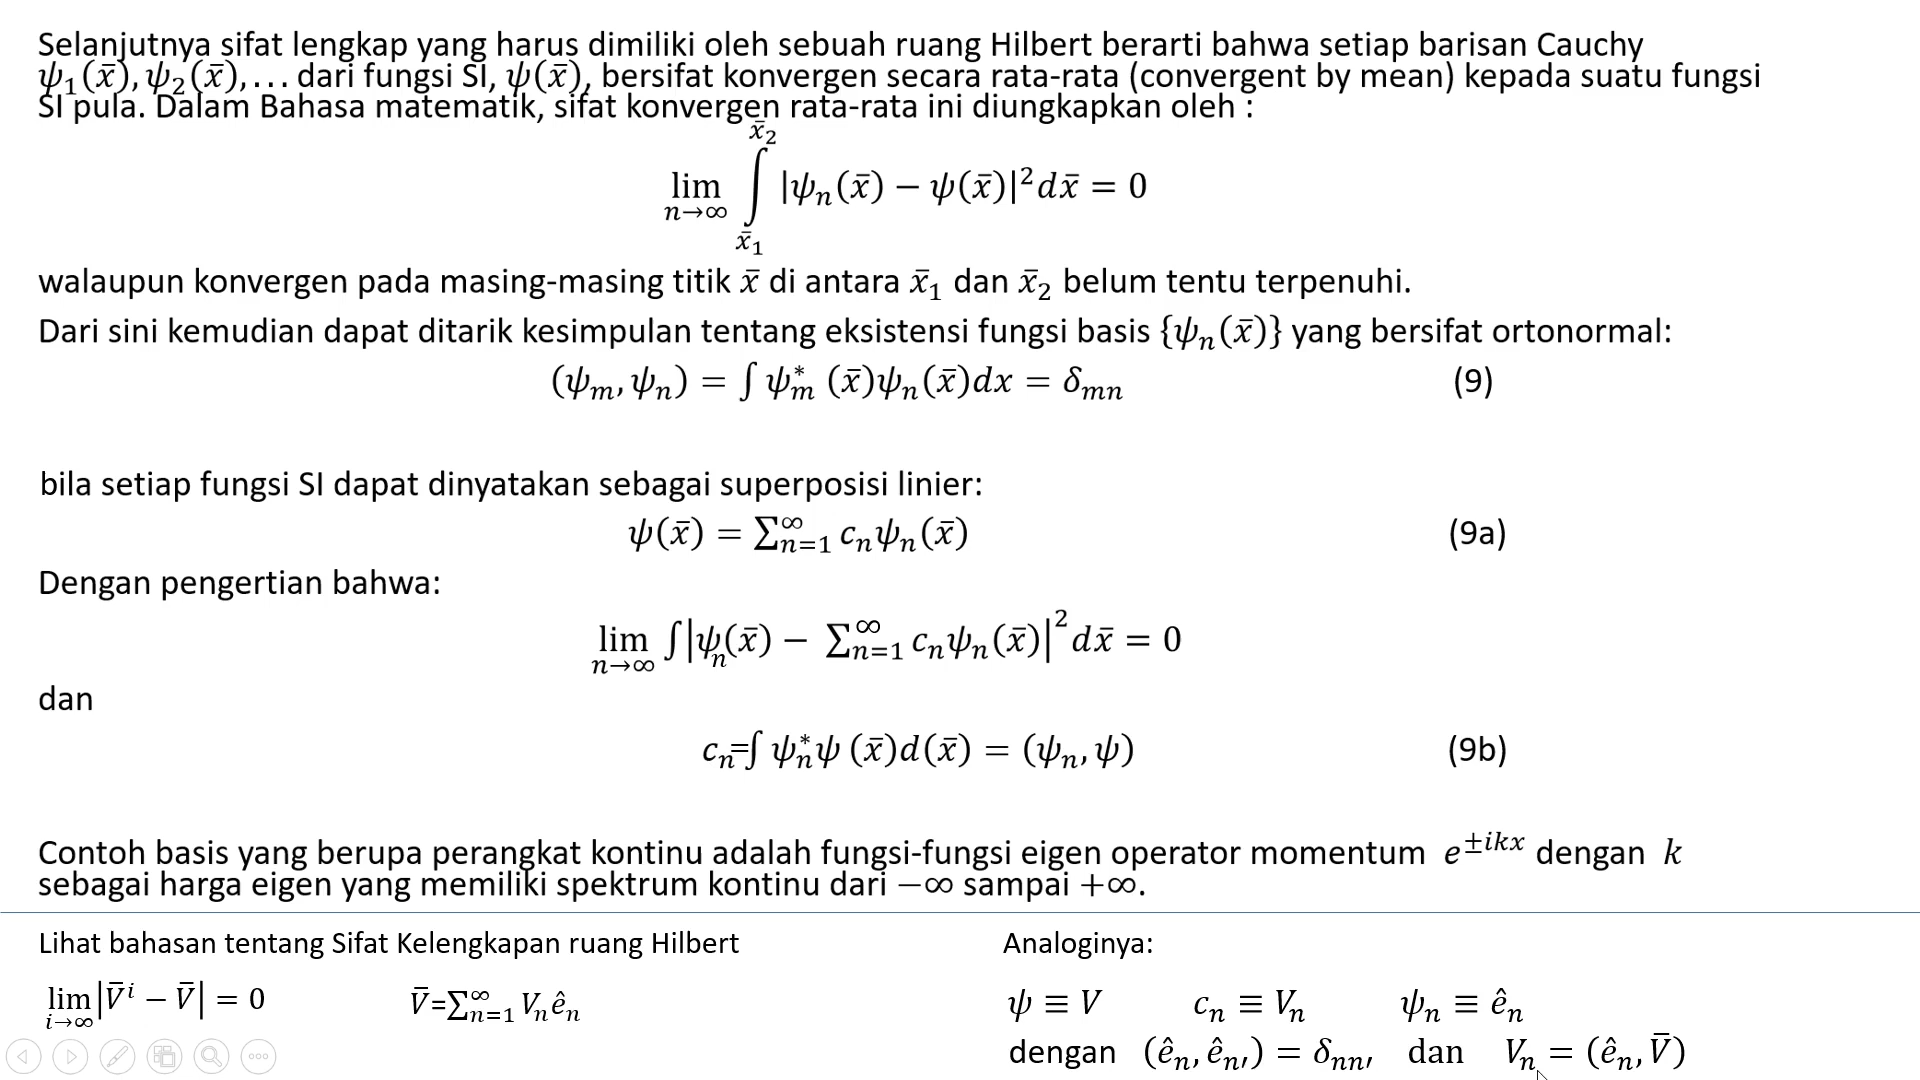 Selanjutnya sifat lengkap yang harus dimiliki oleh sebuah ruang Hilbert berarti bahwa setiap barisan Cauchy
ψ₁(x̄), ψ₂(x̄), … dari fungsi SI, ψ(x̄), bersifat konvergen secara rata-rata (convergent by mean) kepada suatu fungsi
SI pula. Dalam Bahasa matematik, sifat konvergen rata-rata ini diungkapkan oleh :
lim_{n→∞} ∫_{x̄₁}^{x̄₂} |ψₙ(x̄) − ψ(x̄)|² dx̄ = 0
walaupun konvergen pada masing-masing titik x̄ di antara x̄₁ dan x̄₂ belum tentu terpenuhi.
Dari sini kemudian dapat ditarik kesimpulan tentang eksistensi fungsi basis {ψₙ(x̄)} yang bersifat ortonormal:
(ψₘ, ψₙ) = ∫ ψₘ* (x̄)ψₙ(x̄)dx = δₘₙ (9)
bila setiap fungsi SI dapat dinyatakan sebagai superposisi linier:
ψ(x̄) = ∑_{n=1}^{∞} cₙψₙ(x̄) (9a)
Dengan pengertian bahwa:
lim_{n→∞} ∫|ψₙ(x̄) − ∑_{n=1}^{∞} cₙψₙ(x̄)|² dx̄ = 0
dan
cₙ=∫ ψₙ*ψ (x̄)d(x̄) = (ψₙ, ψ) (9b)
Contoh basis yang berupa perangkat kontinu adalah fungsi-fungsi eigen operator momentum e^{±ikx} dengan k
sebagai harga eigen yang memiliki spektrum kontinu dari −∞ sampai +∞.
Lihat bahasan tentang Sifat Kelengkapan ruang Hilbert
lim_{i→∞} |V̄ⁱ − V̄| = 0 V̄=∑_{n=1}^{∞} Vₙêₙ
Analoginya:
ψ ≡ V cₙ ≡ Vₙ ψₙ ≡ êₙ
dengan (êₙ, êₙ′) = δₙₙ′ dan Vₙ = (êₙ, V̄)